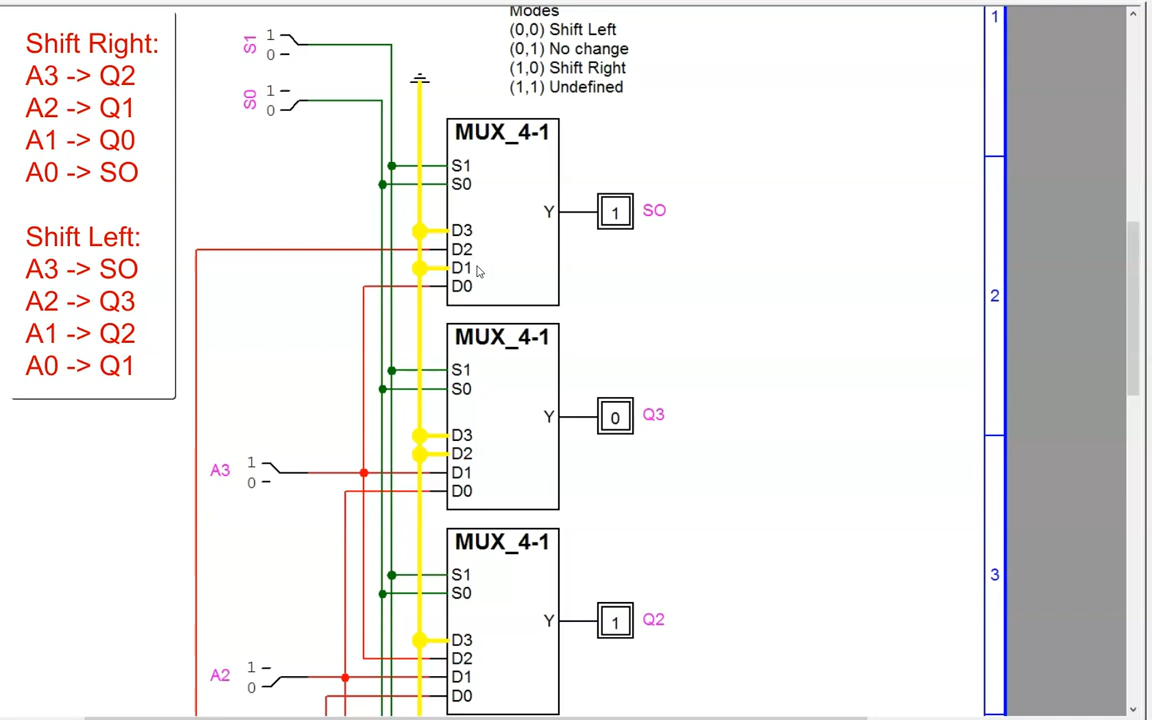 Shift Right:
A3 -> Q2
A2 -> Q1
A1 -> Q0
A0 -> SO
Shift Left:
A3 -> SO
A2 -> Q3
A1 -> Q2
A0 -> Q1
Modes
(0,0) Shift Left
(0,1) No change
(1,0) Shift Right
(1,1) Undefined
S1
1
0
S0
1
0
MUX_4-1
S1
S0
D3
D2
D1
D0
Y
1
SO
MUX_4-1
S1
S0
D3
D2
D1
D0
Y
0
Q3
A3
1
0
MUX_4-1
S1
S0
D3
D2
D1
D0
Y
1
Q2
A2
1
0
1
2
3